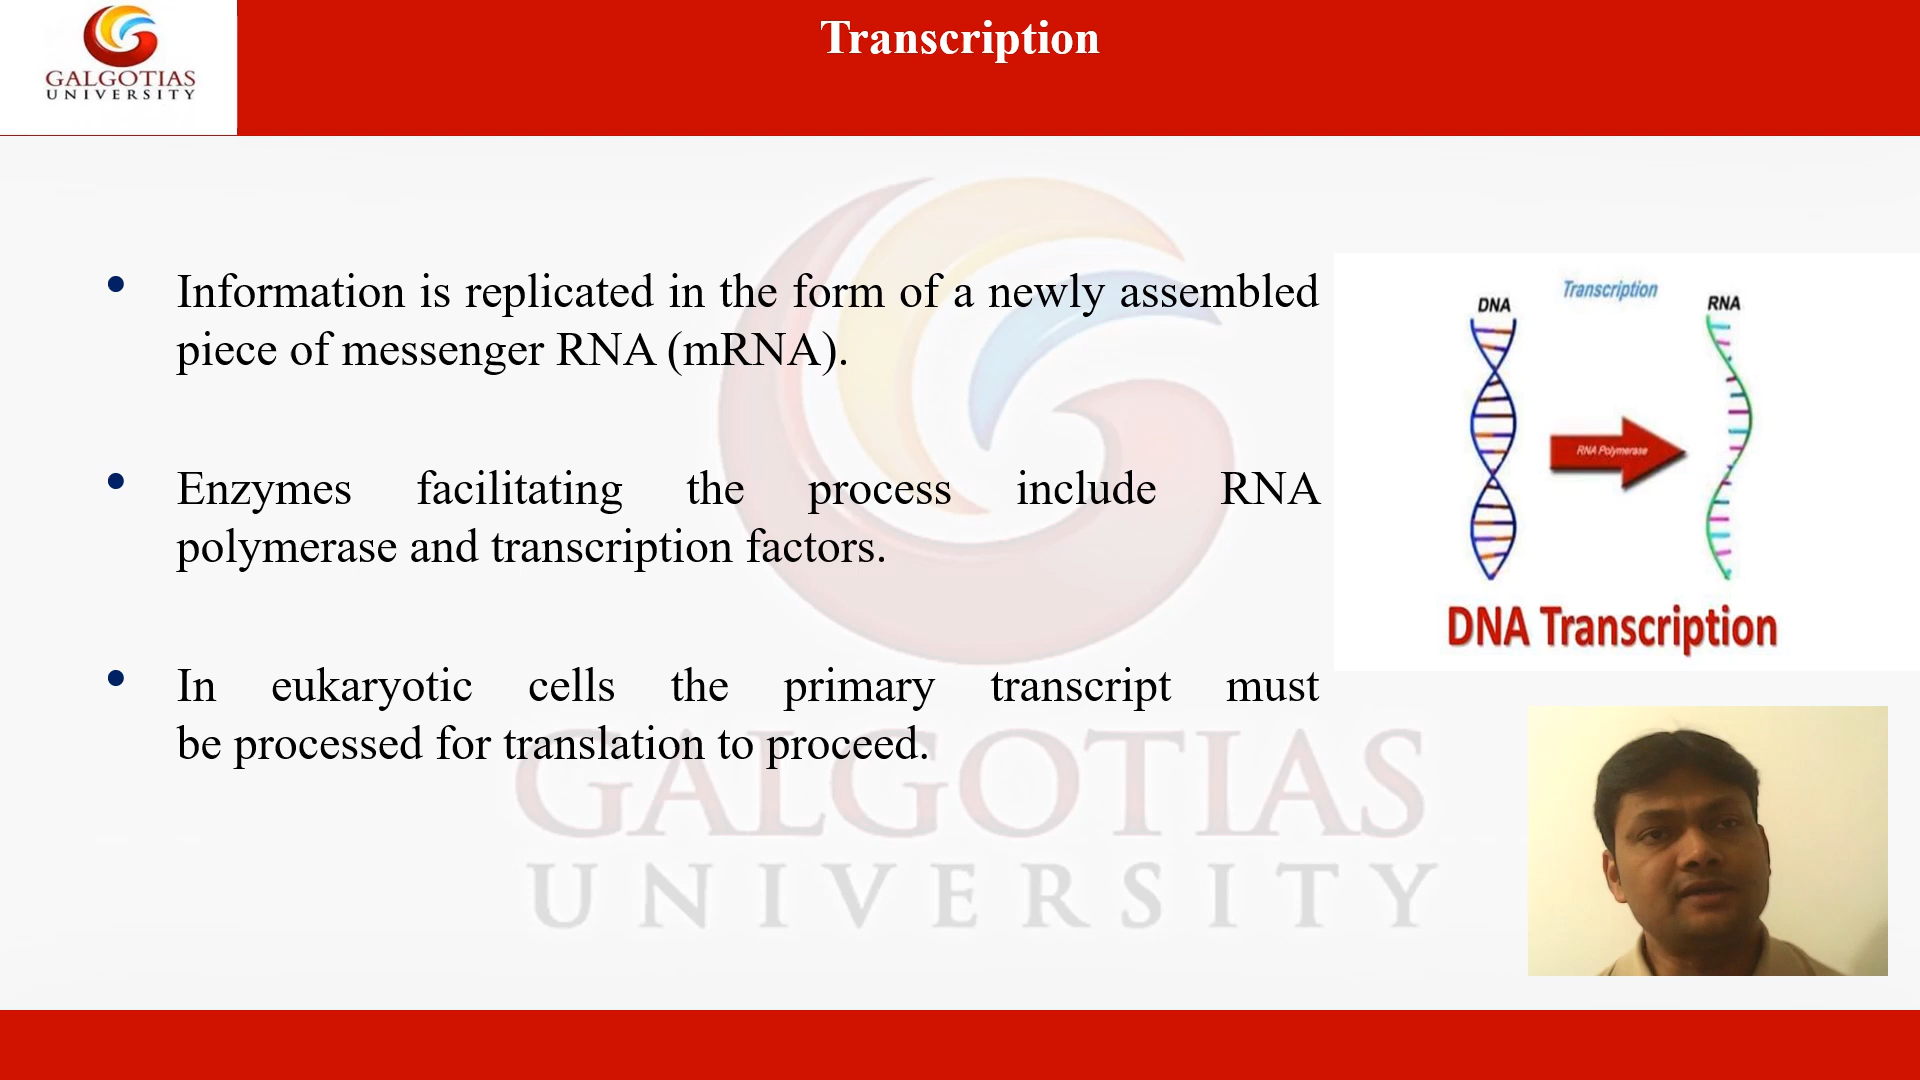 GALGOTIAS
UNIVERSITY
Transcription
• Information is replicated in the form of a newly assembled
piece of messenger RNA (mRNA).
• Enzymes facilitating the process include RNA
polymerase and transcription factors.
• In eukaryotic cells the primary transcript must
be processed for translation to proceed.
Transcription
DNA
RNA
RNA Polymerase
DNA Transcription
GALGOTIAS
UNIVERSITY